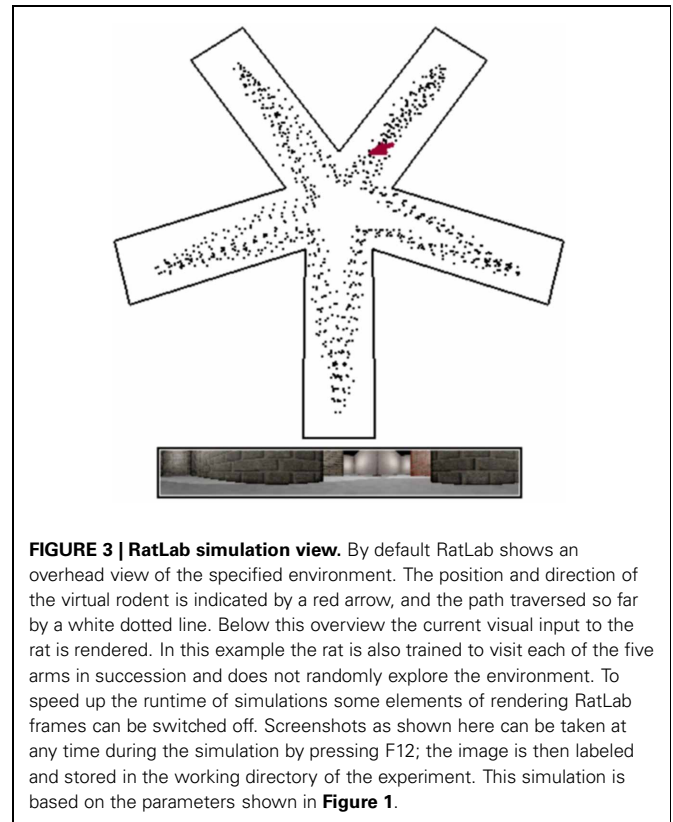 FIGURE 3 | RatLab simulation view. By default RatLab shows an
overhead view of the specified environment. The position and direction of
the virtual rodent is indicated by a red arrow, and the path traversed so far
by a white dotted line. Below this overview the current visual input to the
rat is rendered. In this example the rat is also trained to visit each of the five
arms in succession and does not randomly explore the environment. To
speed up the runtime of simulations some elements of rendering RatLab
frames can be switched off. Screenshots as shown here can be taken at
any time during the simulation by pressing F12; the image is then labeled
and stored in the working directory of the experiment. This simulation is
based on the parameters shown in Figure 1.